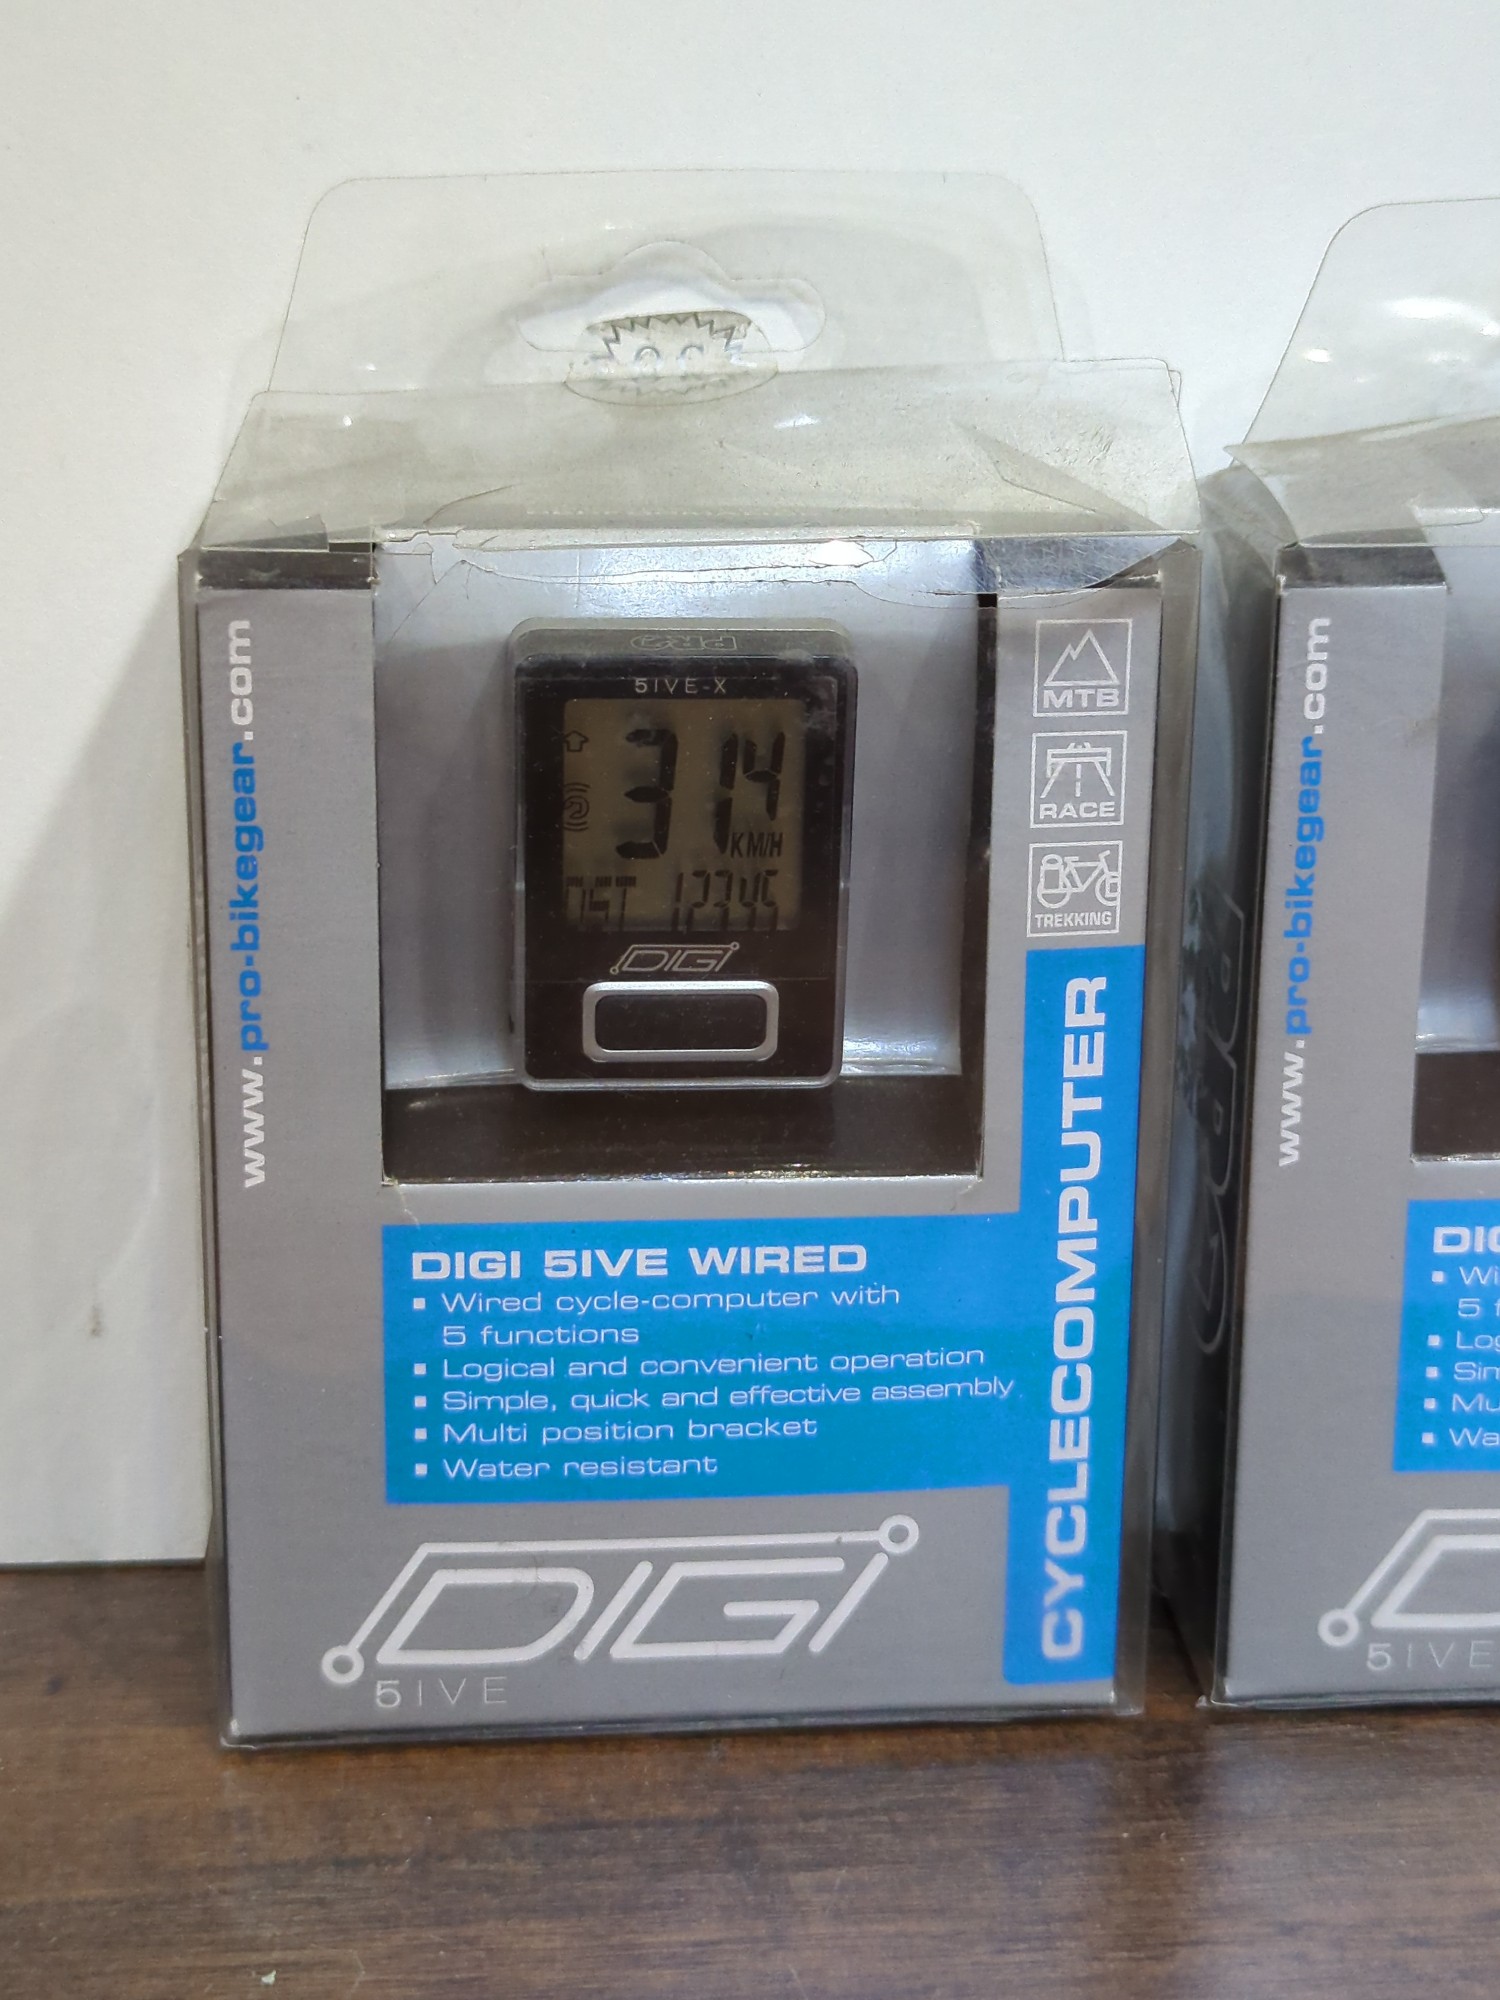 PRO
5IVE-X
314
KM/H
DST 12345
DIGI
MTB
RACE
TREKKING
www.pro-bikegear.com
CYCLECOMPUTER
DIGI 5IVE WIRED
▪ Wired cycle-computer with
5 functions
▪ Logical and convenient operation
▪ Simple, quick and effective assembly
▪ Multi position bracket
▪ Water resistant
DIGI
5IVE
www.pro-bikegear.com
5IVE